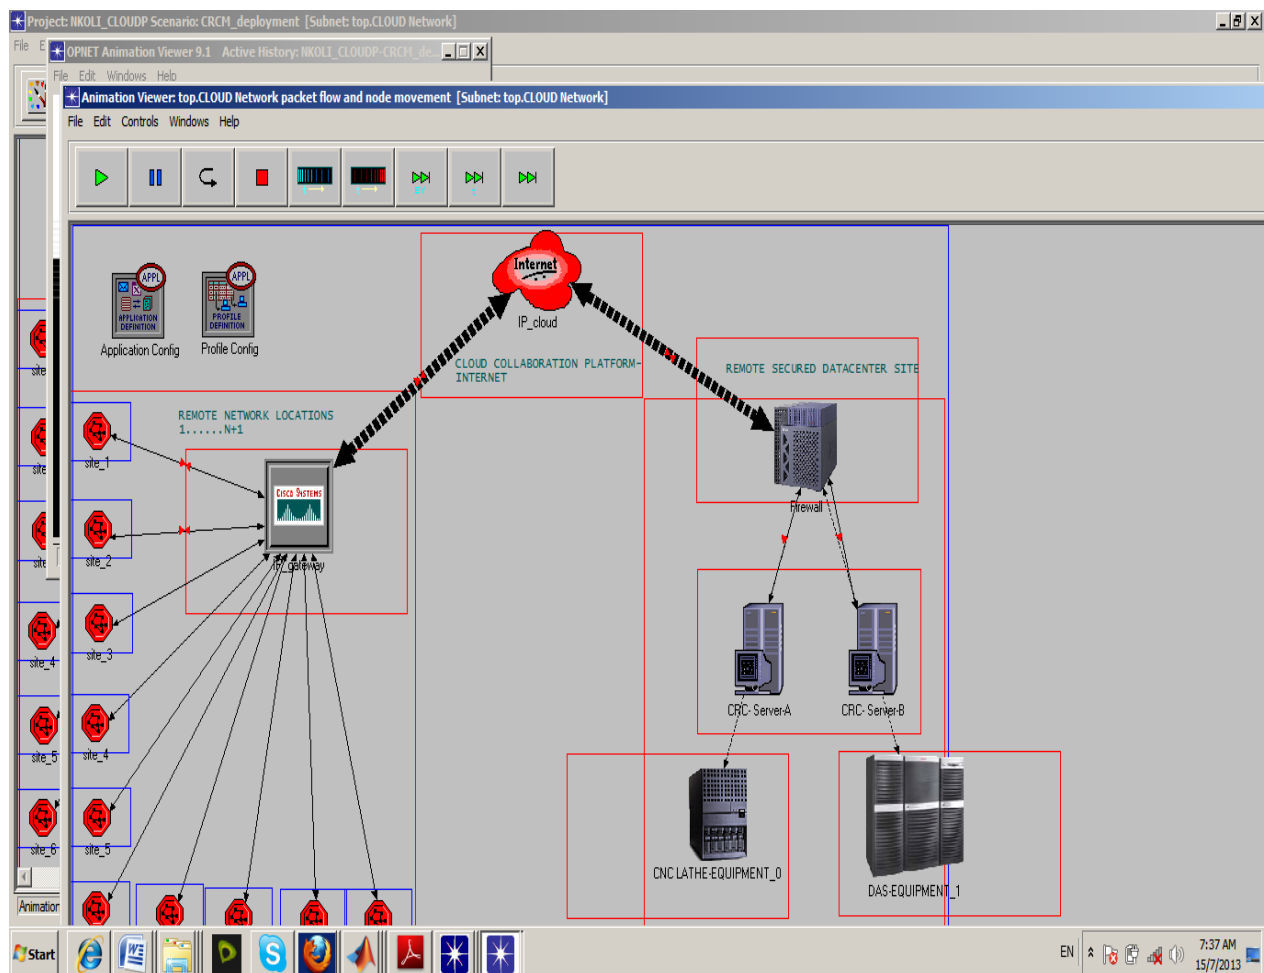 Project: NKOLI_CLOUDP Scenario: CRCM_deployment [Subnet: top.CLOUD Network]
File E
OPNET Animation Viewer 9.1 Active History: NKOLI_CLOUDP-CRCM_de...
File Edit Windows Help
Animation Viewer: top.CLOUD Network packet flow and node movement [Subnet: top.CLOUD Network]
File Edit Controls Windows Help
Internet
IP_cloud
APPL
APPLICATION
DEFINITION
Application Config
APPL
PROFILE
DEFINITION
Profile Config
CLOUD COLLABORATION PLATFORM-
INTERNET
REMOTE SECURED DATACENTER SITE
REMOTE NETWORK LOCATIONS
1......N+1
site_1
CISCO SYSTEMS
IP_gateway
Firewall
site_2
site_3
site_4
site_5
CRC- Server-A
CRC- Server-B
CNC LATHE-EQUIPMENT_0
DAS-EQUIPMENT_1
site
site
site
site_4
site_5
site_6
Animation
Start
EN
7:37 AM
15/7/2013